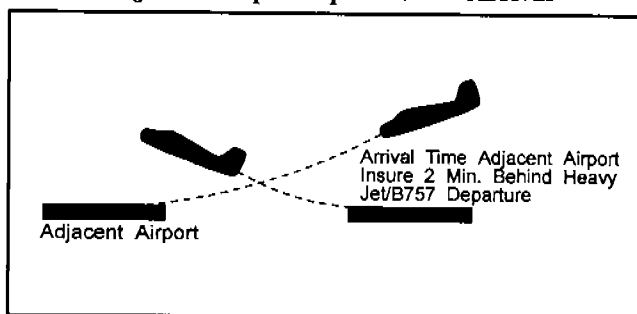 Arrival Time Adjacent Airport
Insure 2 Min. Behind Heavy
Jet/B757 Departure
Adjacent Airport